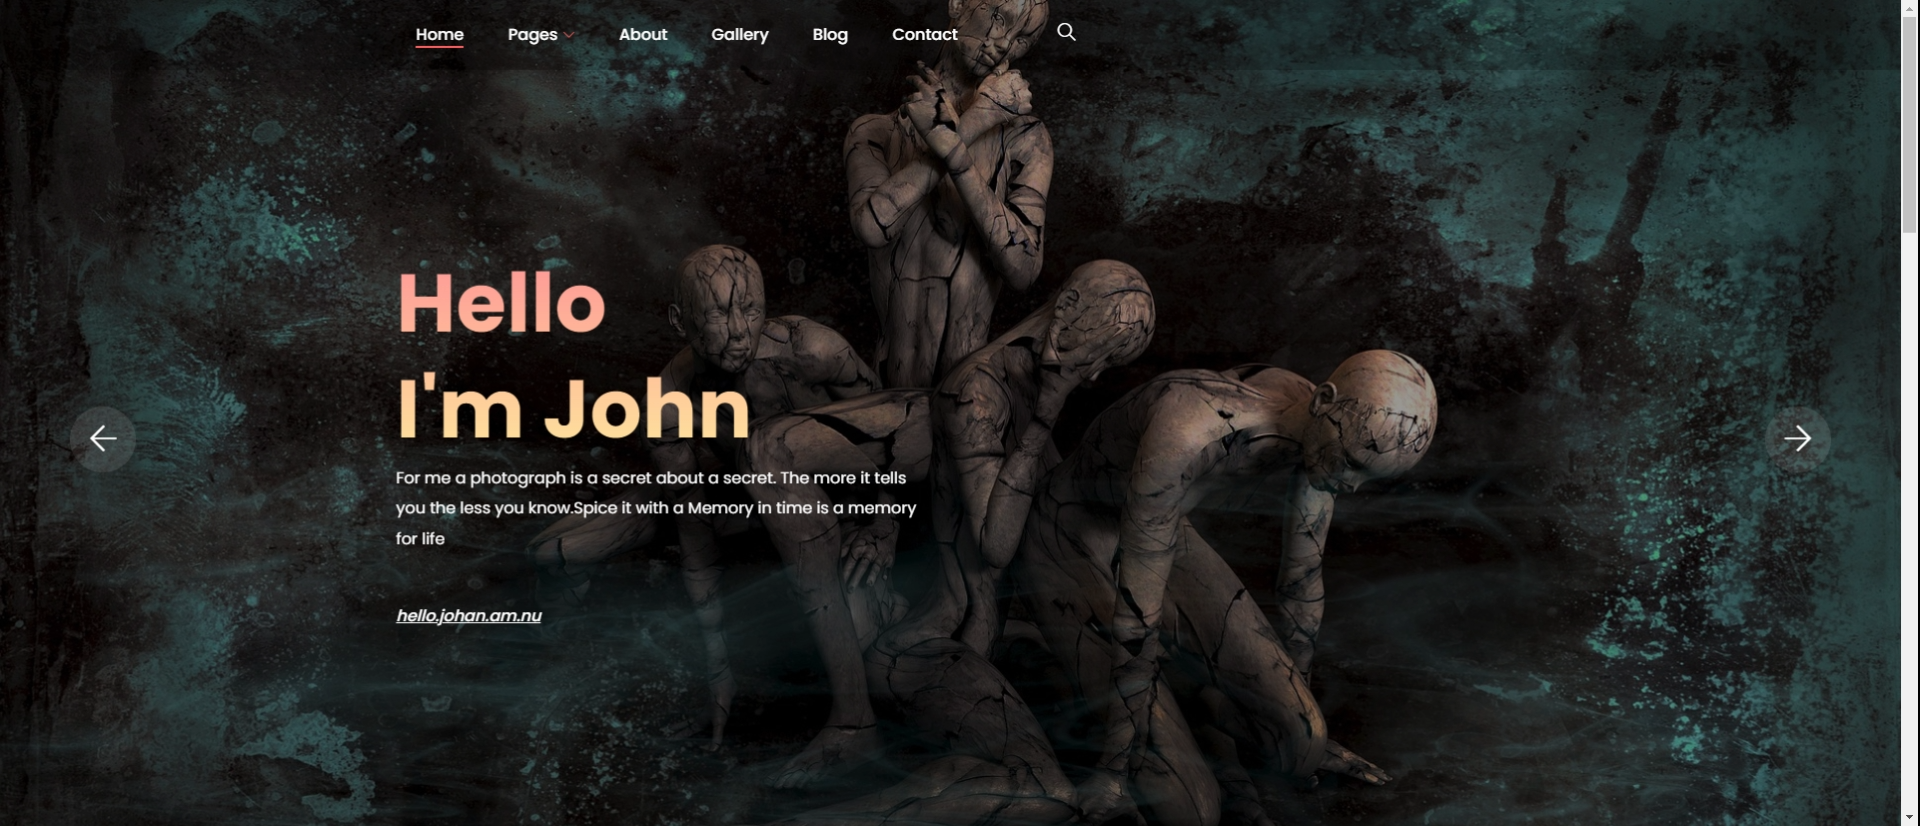 Home Pages About Gallery Blog Contact
Hello
I'm John
For me a photograph is a secret about a secret. The more it tells
you the less you know.Spice it with a Memory in time is a memory
for life
hello.johan.am.nu